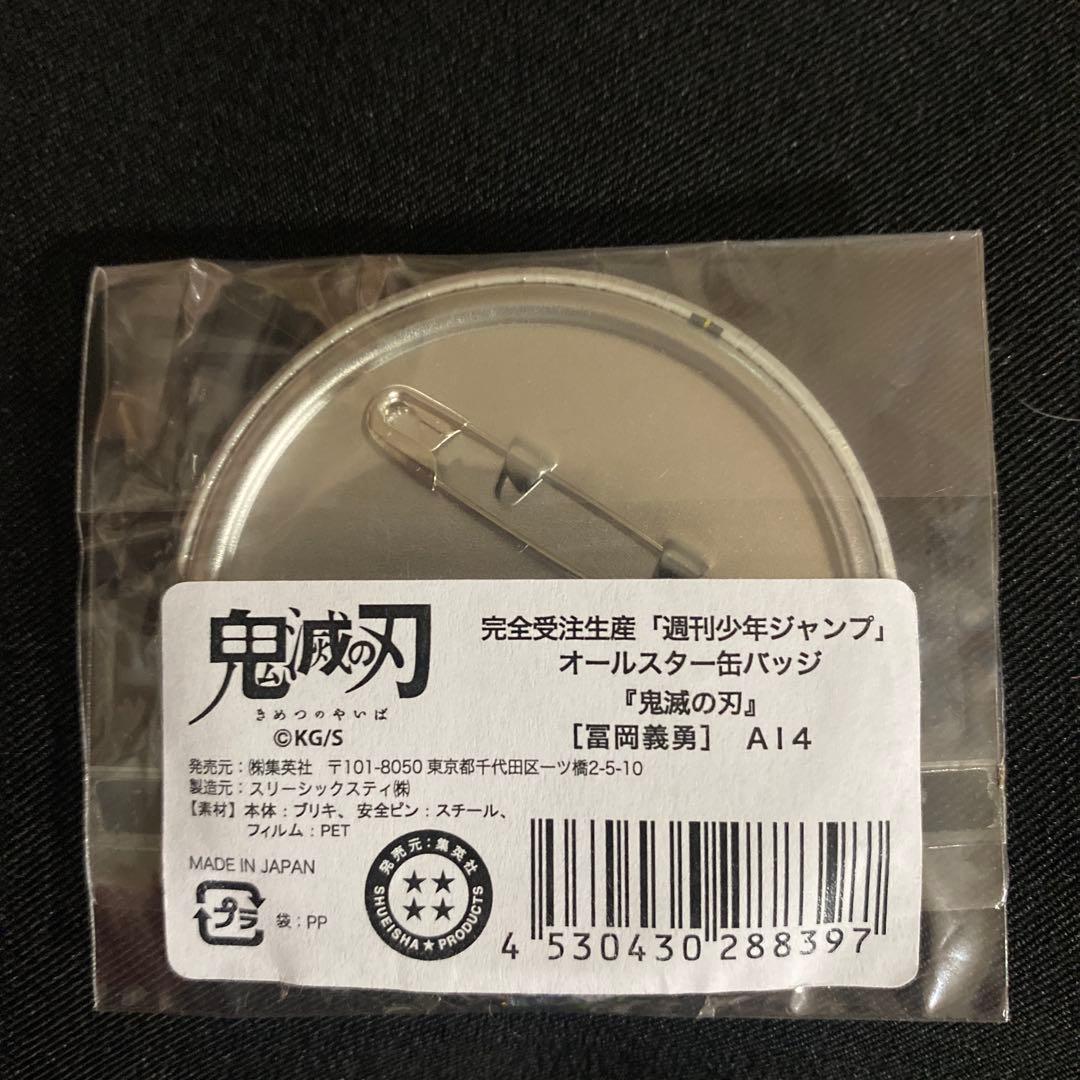 鬼滅の刃
きめつのやいば
©KG/S
完全受注生産「週刊少年ジャンプ」
オールスター缶バッジ
『鬼滅の刃』
［冨岡義勇］ A14
発売元：㈱集英社 〒101-8050 東京都千代田区一ツ橋2-5-10
製造元：スリーシックスティ㈱
【素材】本体：ブリキ、安全ピン：スチール、
フィルム：PET
MADE IN JAPAN
プラ
袋：PP
発売元：集英社
SHUEISHA★PRODUCTS
4 530430 288397